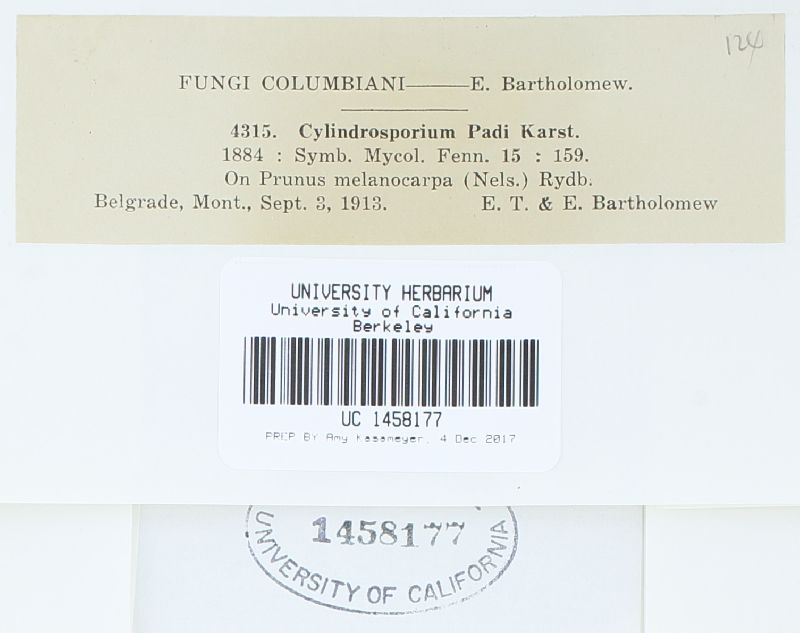 124
FUNGI COLUMBIANI——E. Bartholomew.
4315. Cylindrosporium Padi Karst.
1884 : Symb. Mycol. Fenn. 15 : 159.
On Prunus melanocarpa (Nels.) Rydb.
Belgrade, Mont., Sept. 3, 1913. E. T. & E. Bartholomew
UNIVERSITY HERBARIUM
University of California
Berkeley
UC 1458177
PREP BY Amy Kasameyer, 4 Dec 2017
1458177
UNIVERSITY OF CALIFORNIA